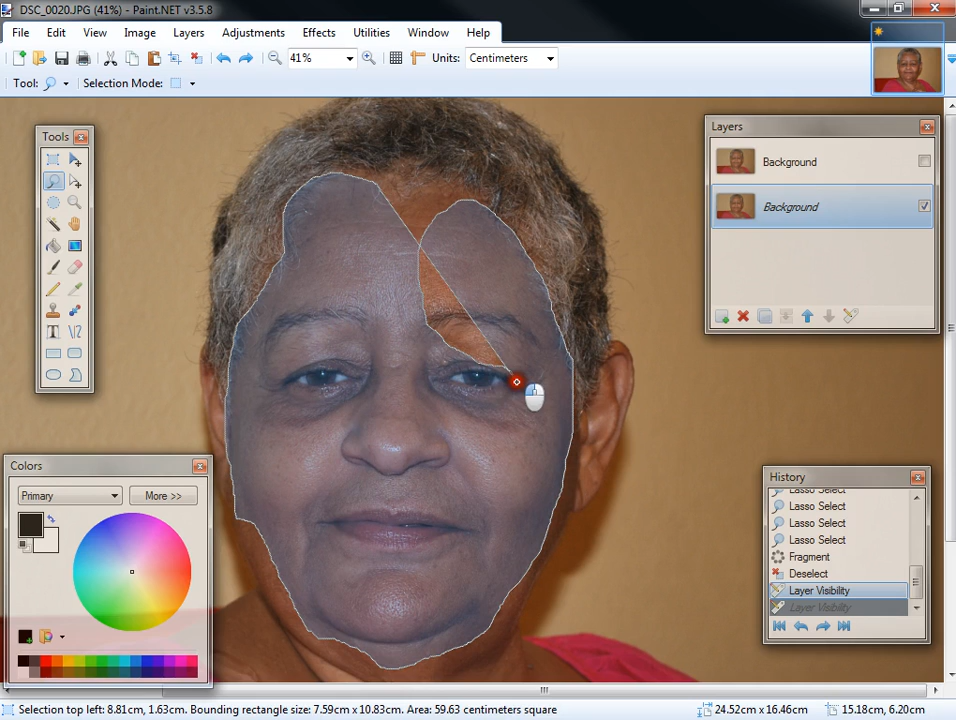 DSC_0020.JPG (41%) - Paint.NET v3.5.8
File Edit View Image Layers Adjustments Effects Utilities Window Help
41% Units: Centimeters
Tool: Selection Mode:
Tools
Layers
Background
Background
Colors
Primary More >>
History
Lasso Select
Lasso Select
Lasso Select
Lasso Select
Fragment
Deselect
Layer Visibility
Layer Visibility
Selection top left: 8.81cm, 1.63cm. Bounding rectangle size: 7.59cm x 10.83cm. Area: 59.63 centimeters square 24.52cm x 16.46cm 15.18cm, 6.20cm